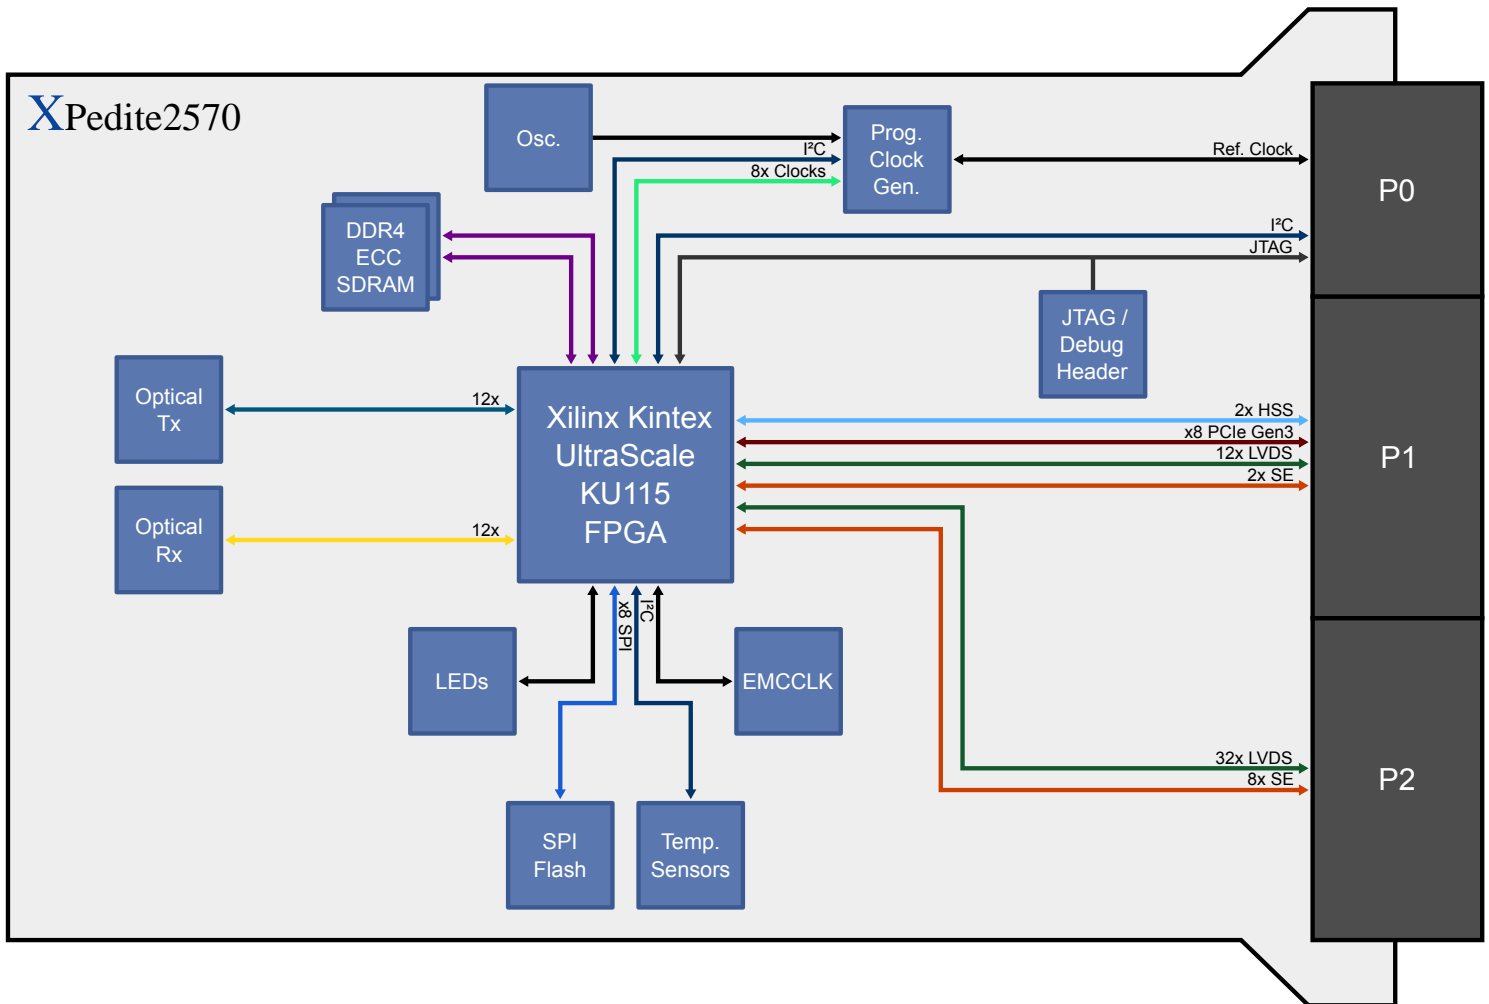 XPedite2570
Osc.
Prog.
Clock
Gen.
I²C
8x Clocks
Ref. Clock
P0
DDR4
ECC
SDRAM
I²C
JTAG
JTAG /
Debug
Header
Optical
Tx
12x
Xilinx Kintex
UltraScale
KU115
FPGA
2x HSS
x8 PCIe Gen3
12x LVDS
2x SE
P1
Optical
Rx
12x
x8 SPI
I²C
LEDs
EMCCLK
32x LVDS
8x SE
P2
SPI
Flash
Temp.
Sensors